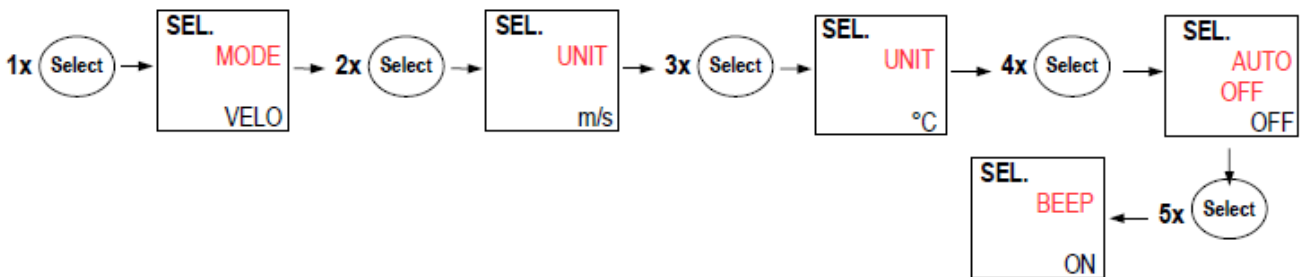 1x Select
SEL.
MODE
VELO
2x Select
SEL.
UNIT
m/s
3x Select
SEL.
UNIT
°C
4x Select
SEL.
AUTO
OFF
OFF
5x Select
SEL.
BEEP
ON